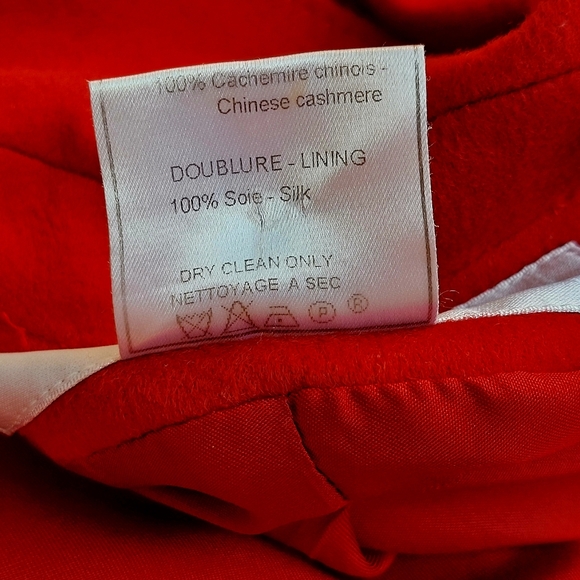 100% Cachemire chinois -
Chinese cashmere
DOUBLURE - LINING
100% Soie - Silk
DRY CLEAN ONLY
NETTOYAGE A SEC
P ®